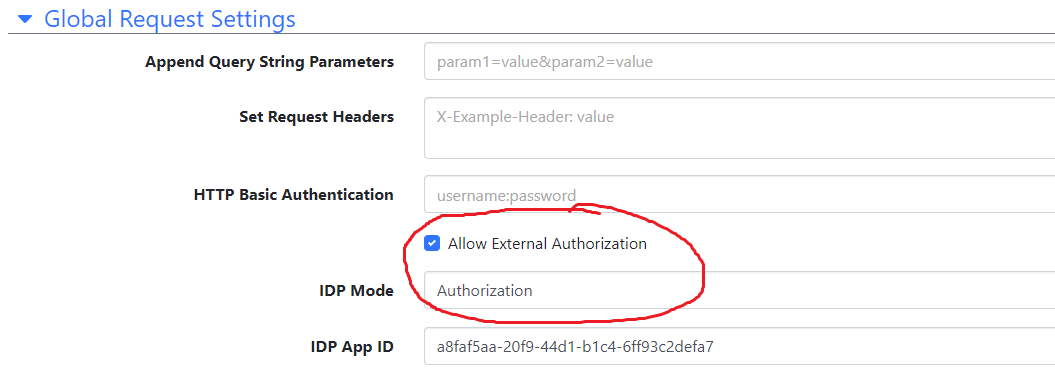 Global Request Settings
Append Query String Parameters param1=value&param2=value
Set Request Headers X-Example-Header: value
HTTP Basic Authentication username:password
Allow External Authorization
IDP Mode Authorization
IDP App ID a8faf5aa-20f9-44d1-b1c4-6ff93c2defa7